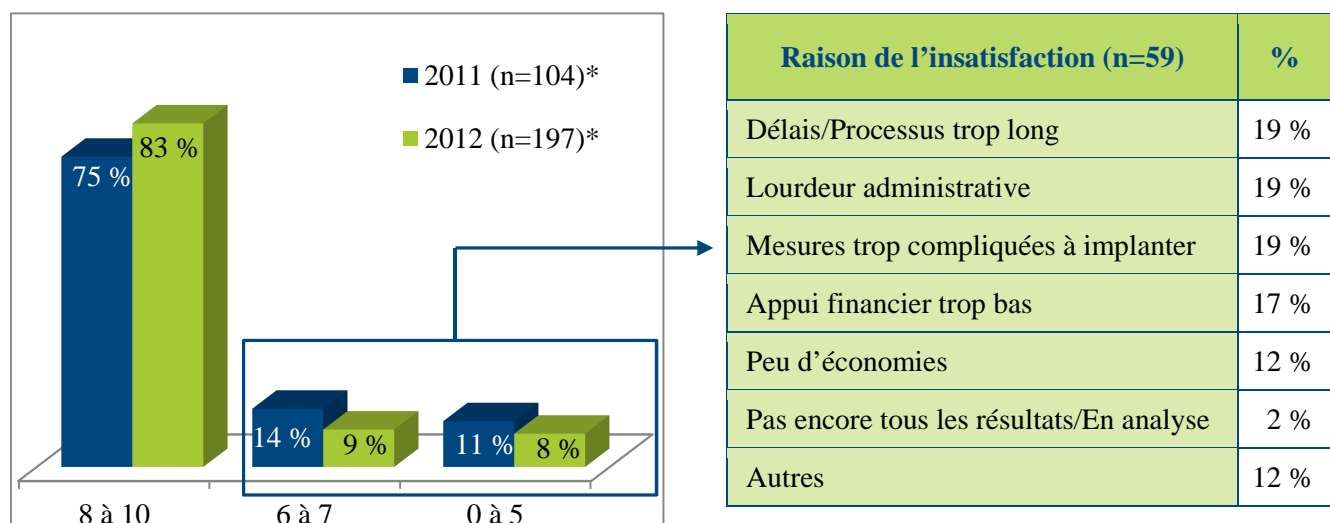 2011 (n=104)*
2012 (n=197)*
75 %
83 %
14 %
9 %
11 %
8 %
8 à 10
6 à 7
0 à 5
Raison de l’insatisfaction (n=59) %
Délais/Processus trop long 19 %
Lourdeur administrative 19 %
Mesures trop compliquées à implanter 19 %
Appui financier trop bas 17 %
Peu d’économies 12 %
Pas encore tous les résultats/En analyse 2 %
Autres 12 %